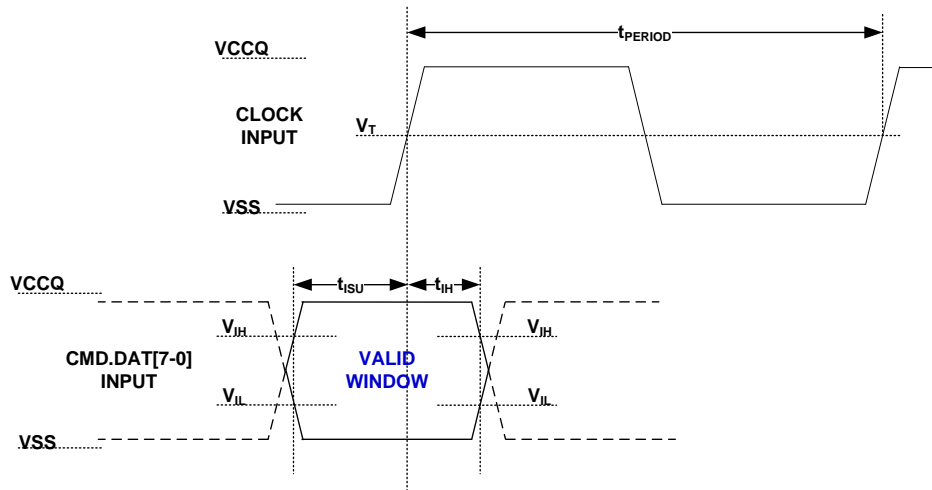 tPERIOD
VCCQ
CLOCK
INPUT
VT
VSS
VCCQ
tISU
tIH
VIH
VIH
CMD.DAT[7-0]
INPUT
VALID
WINDOW
VIL
VIL
VSS